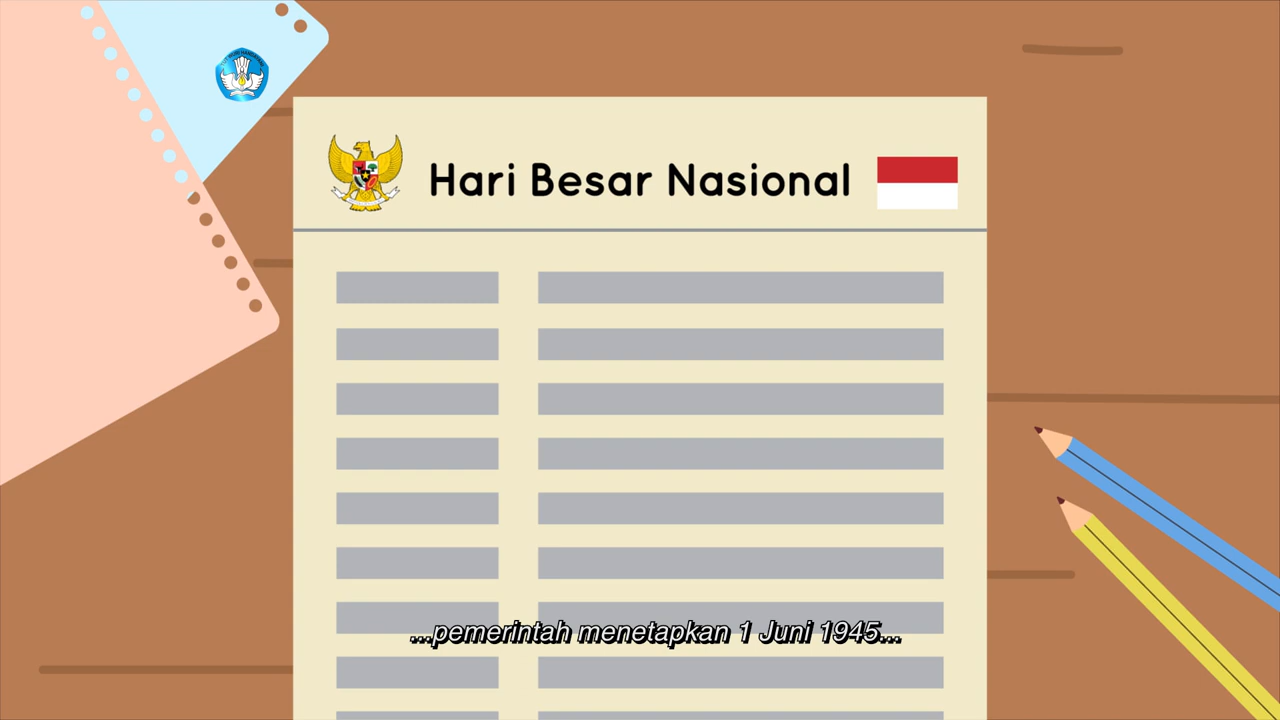 Hari Besar Nasional
...pemerintah menetapkan 1 Juni 1945...